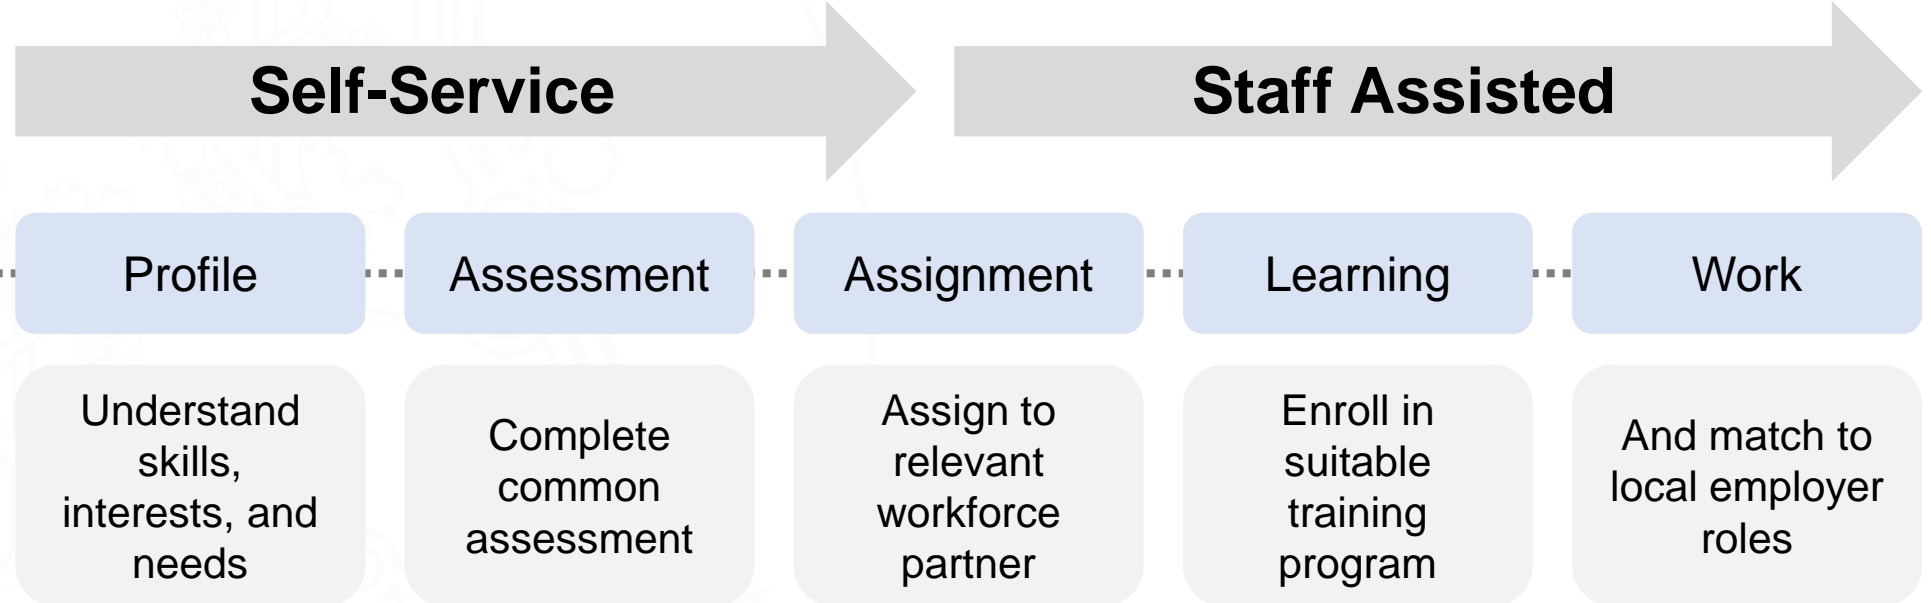 Self-Service
Staff Assisted
Profile
Assessment
Assignment
Learning
Work
Understand
skills,
interests, and
needs
Complete
common
assessment
Assign to
relevant
workforce
partner
Enroll in
suitable
training
program
And match to
local employer
roles